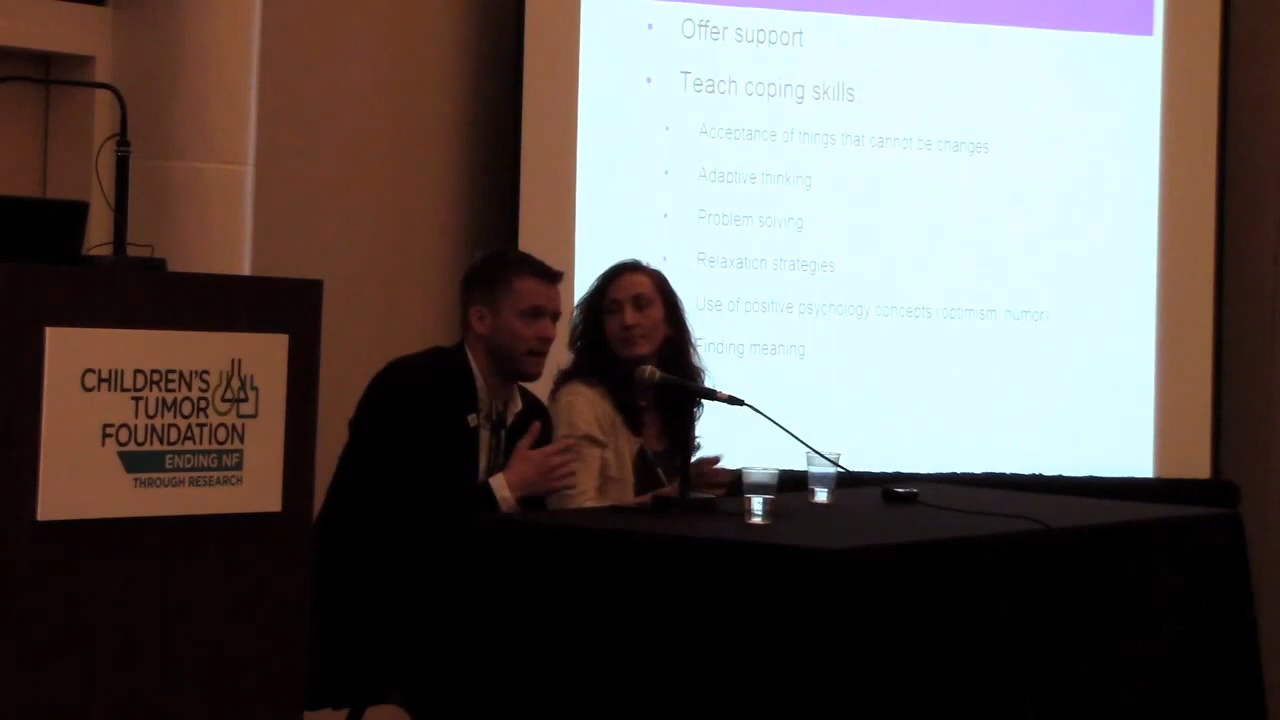 Offer support
Teach coping skills
Acceptance of things that cannot be changes
Adaptive thinking
Problem solving
Relaxation strategies
Use of positive psychology concepts (optimism, humor)
Finding meaning
CHILDREN'S
TUMOR
FOUNDATION
ENDING NF
THROUGH RESEARCH